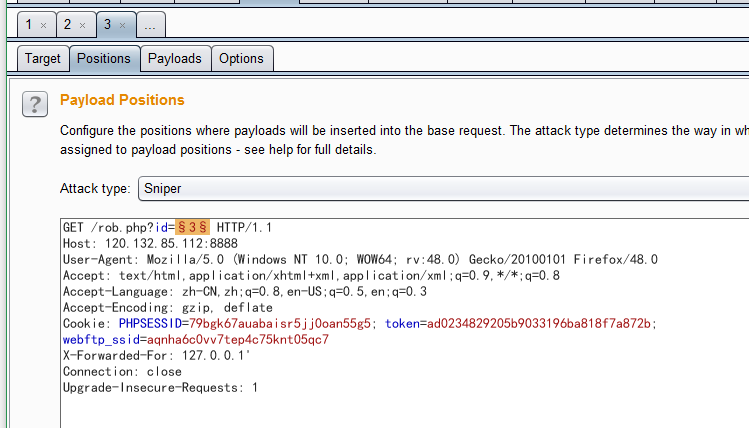 1 × 2 × 3 × ...
Target Positions Payloads Options
? Payload Positions
Configure the positions where payloads will be inserted into the base request. The attack type determines the way in
assigned to payload positions - see help for full details.
Attack type: Sniper
GET /rob.php?id=§3§ HTTP/1.1
Host: 120.132.85.112:8888
User-Agent: Mozilla/5.0 (Windows NT 10.0; WOW64; rv:48.0) Gecko/20100101 Firefox/48.0
Accept: text/html,application/xhtml+xml,application/xml;q=0.9,*/*;q=0.8
Accept-Language: zh-CN,zh;q=0.8,en-US;q=0.5,en;q=0.3
Accept-Encoding: gzip, deflate
Cookie: PHPSESSID=79bgk67auabaisr5jj0oan55g5; token=ad0234829205b9033196ba818f7a872b;
webftp_ssid=aqnha6c0vv7tep4c75knt05qc7
X-Forwarded-For: 127.0.0.1'
Connection: close
Upgrade-Insecure-Requests: 1